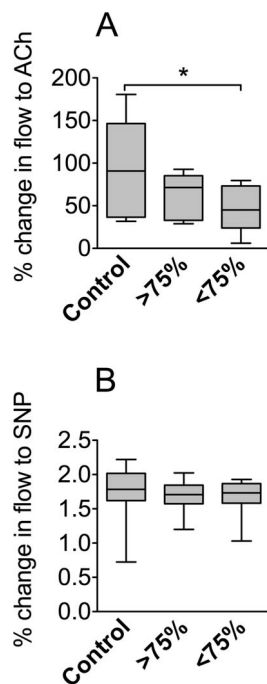 A
% change in flow to ACh
200
150
100
50
0
*
Control
>75%
<75%
B
% change in flow to SNP
2.5
2.0
1.5
1.0
0.5
0.0
Control
>75%
<75%